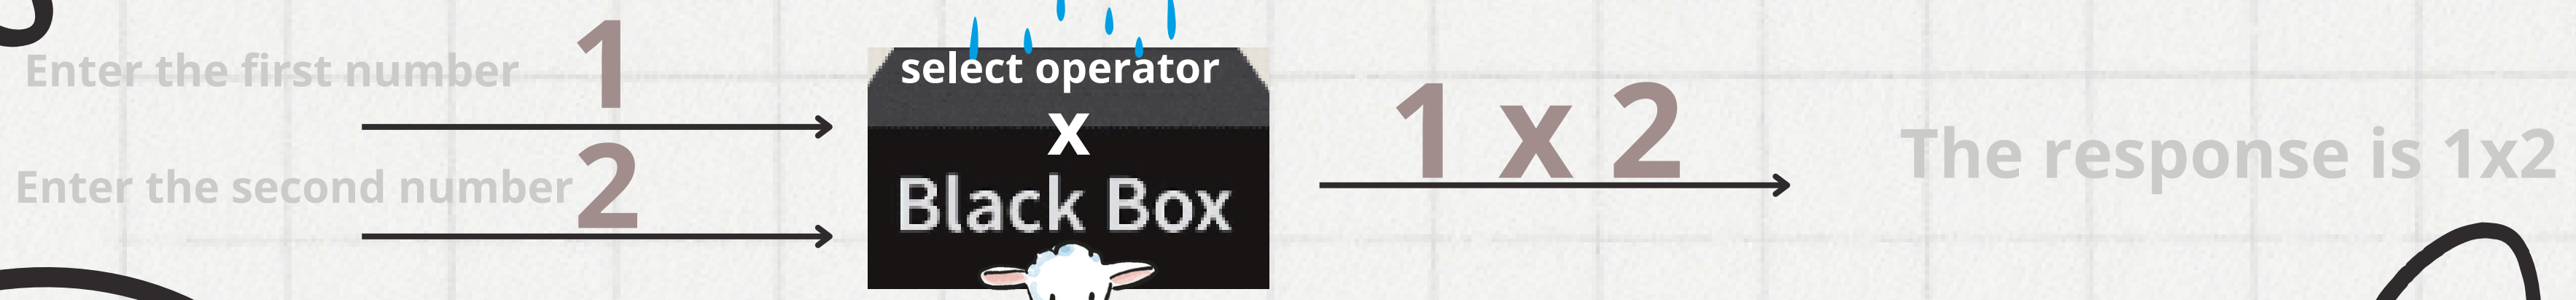 Enter the first number
1
Enter the second number
2
select operator
x
Black Box
1 x 2
The response is 1x2